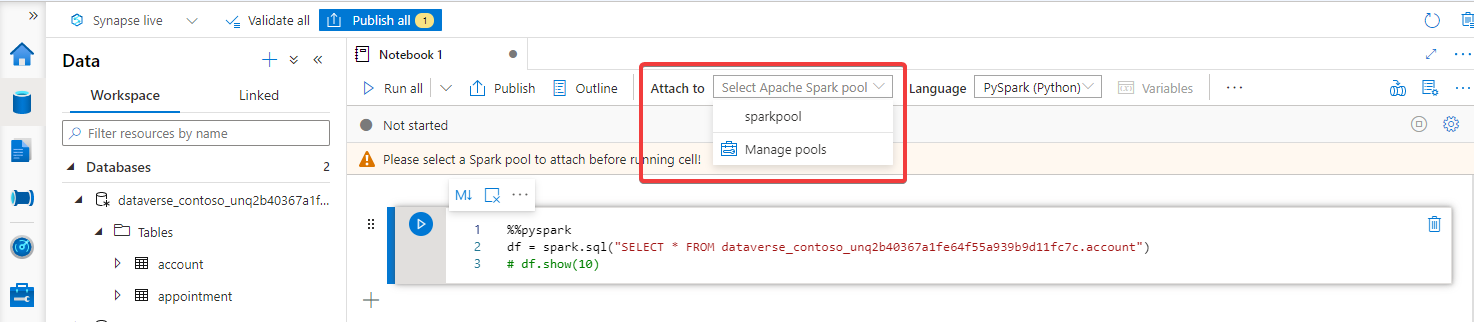 Synapse live
Validate all
Publish all 1
Data
Workspace
Linked
Filter resources by name
Databases 2
dataverse_contoso_unq2b40367a1f...
Tables
account
appointment
Notebook 1
Run all
Publish
Outline
Attach to
Select Apache Spark pool
Language
PySpark (Python)
Variables
sparkpool
Manage pools
Not started
Please select a Spark pool to attach before running cell!
M↓
1 %%pyspark
2 df = spark.sql("SELECT * FROM dataverse_contoso_unq2b40367a1fe64f55a939b9d11fc7c.account")
3 # df.show(10)